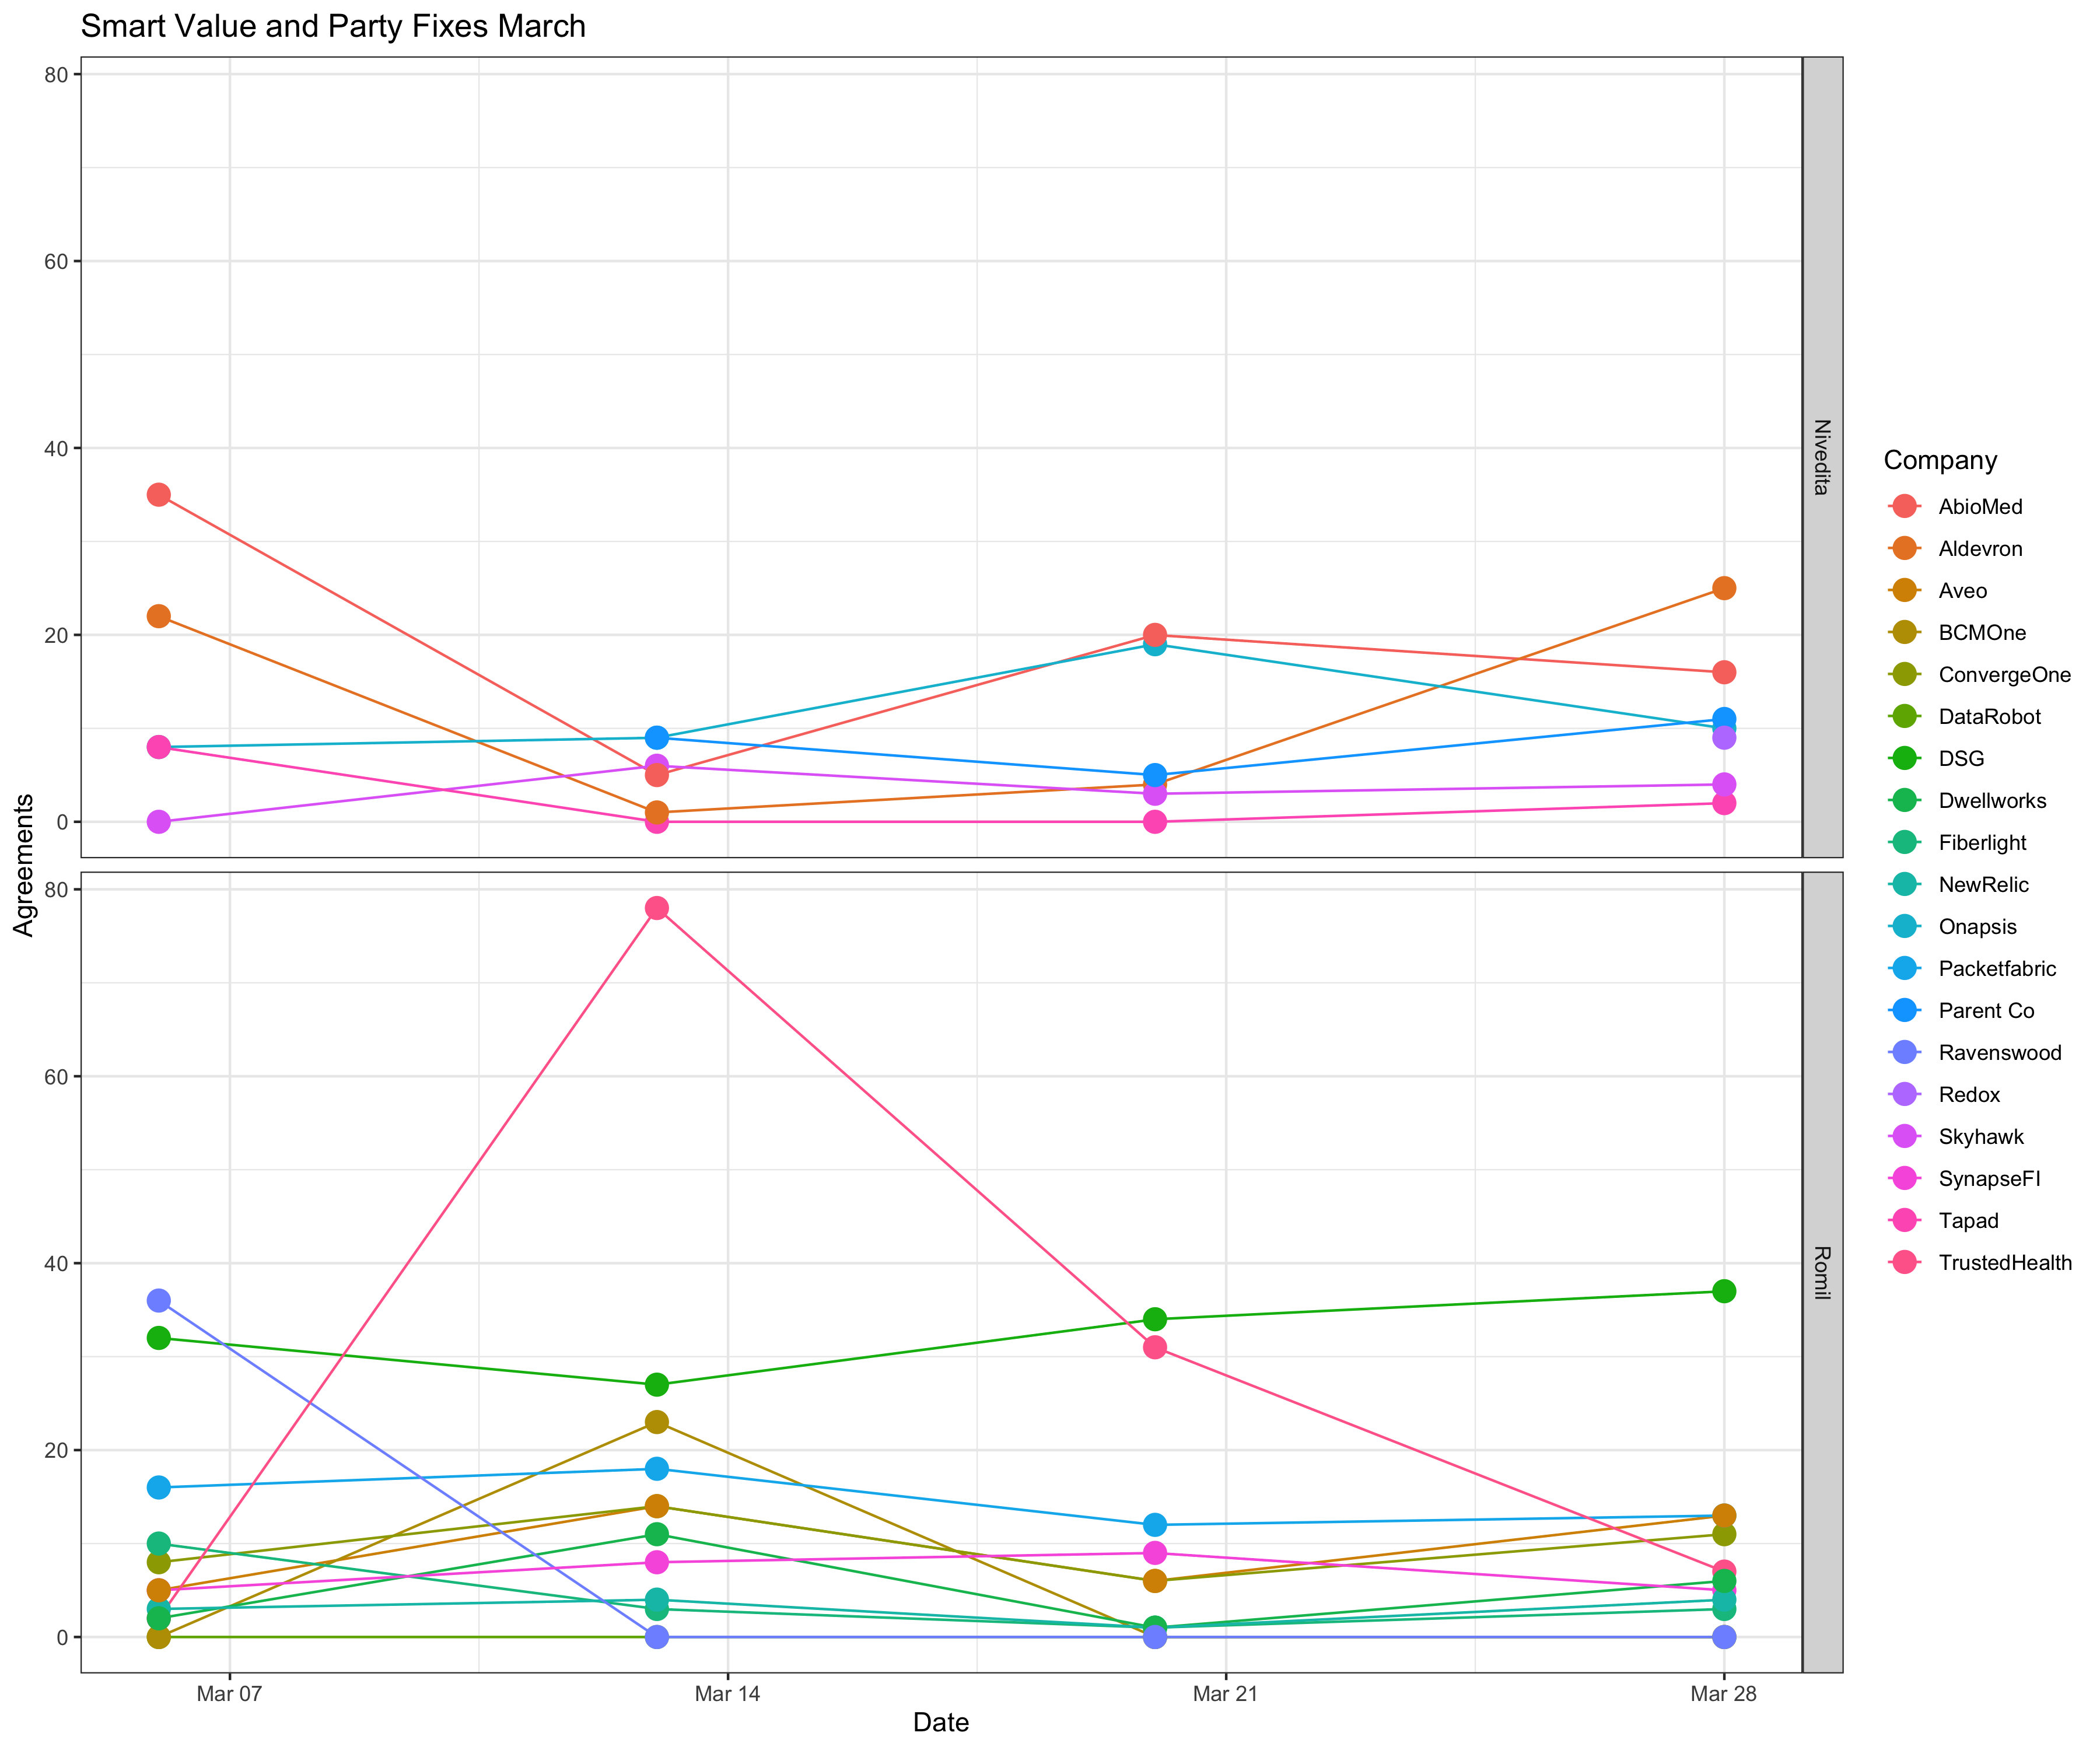 Smart Value and Party Fixes March
80
60
40
20
0
Nivedita
80
60
40
20
0
Romil
Agreements
Mar 07
Mar 14
Mar 21
Mar 28
Date
Company
AbioMed
Aldevron
Aveo
BCMOne
ConvergeOne
DataRobot
DSG
Dwellworks
Fiberlight
NewRelic
Onapsis
Packetfabric
Parent Co
Ravenswood
Redox
Skyhawk
SynapseFI
Tapad
TrustedHealth